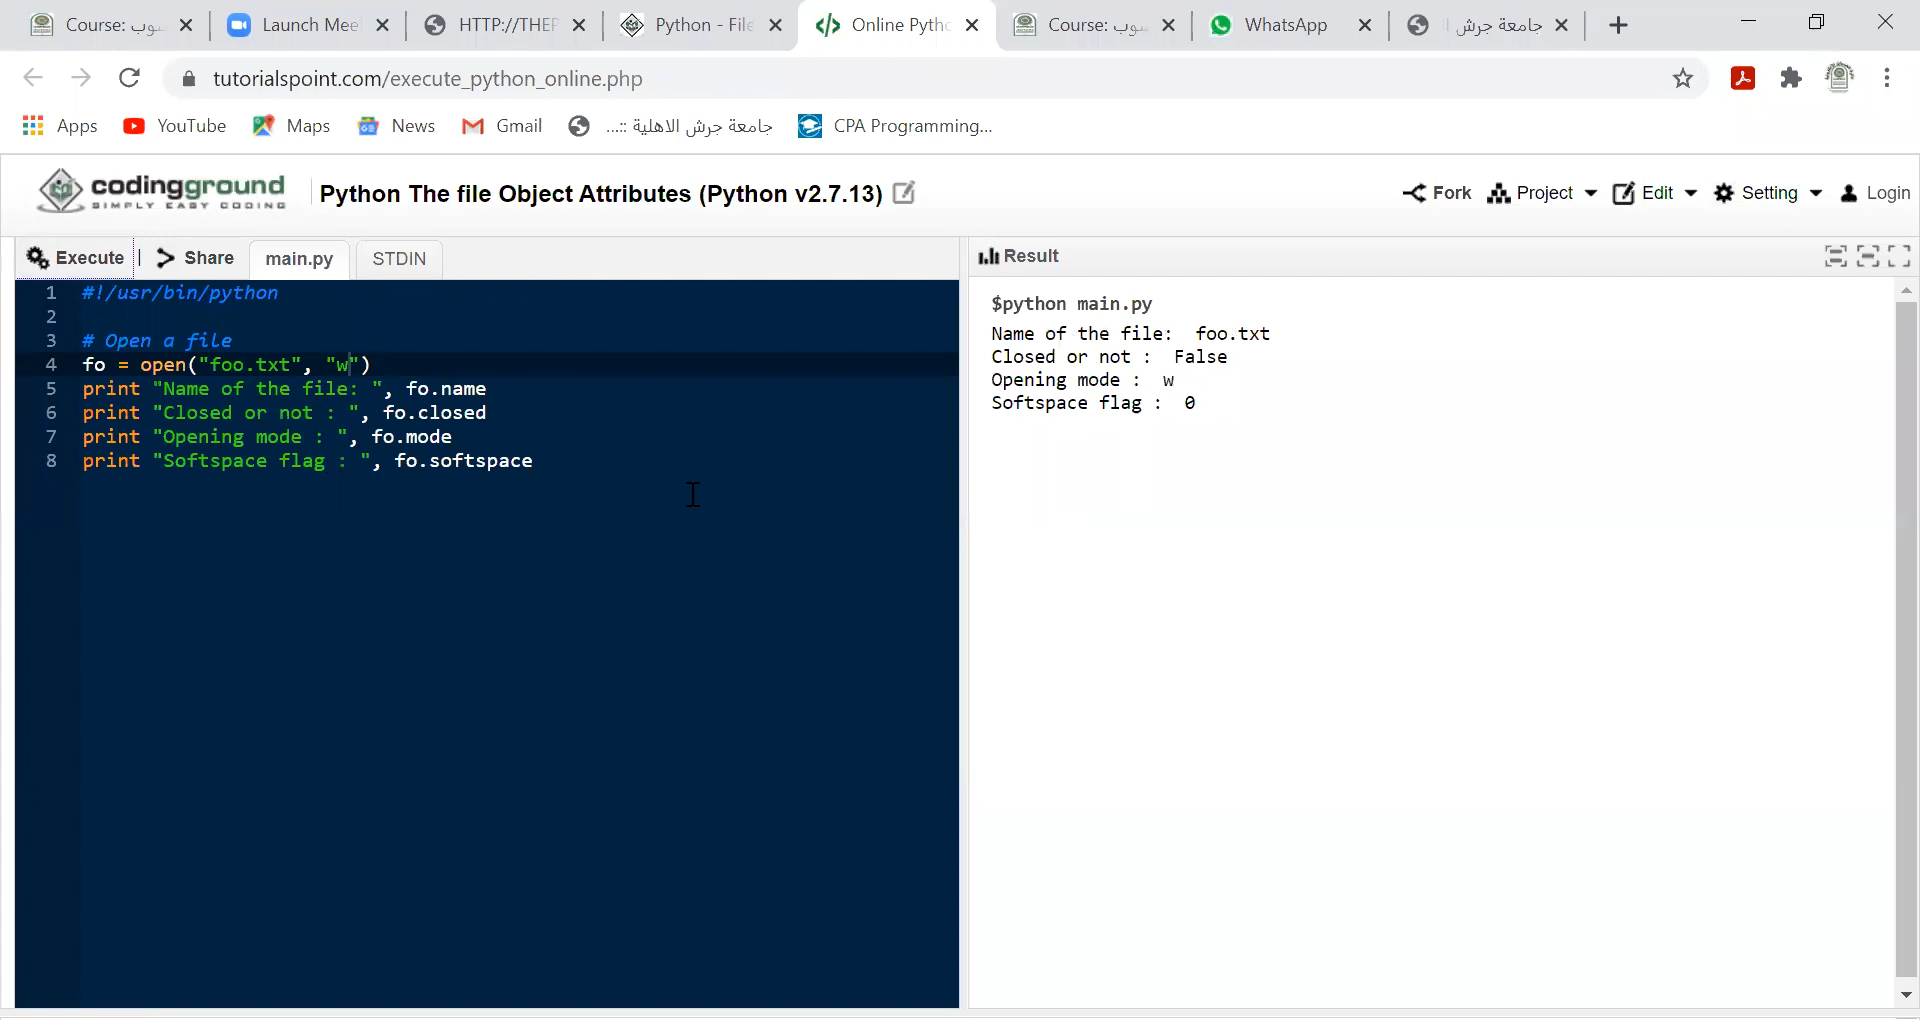 Course: سوب
Launch Mee
HTTP://THEP
Python - File
Online Pytho
Course: سوب
WhatsApp
جامعة جرش ا
tutorialspoint.com/execute_python_online.php
Apps
YouTube
Maps
News
Gmail
جامعة جرش الاهلية ::...
CPA Programming...
codingground
SIMPLY EASY CODING
Python The file Object Attributes (Python v2.7.13)
Fork
Project
Edit
Setting
Login
Execute
Share
main.py
STDIN
Result
1 #!/usr/bin/python
2
3 # Open a file
4 fo = open("foo.txt", "w")
5 print "Name of the file: ", fo.name
6 print "Closed or not : ", fo.closed
7 print "Opening mode : ", fo.mode
8 print "Softspace flag : ", fo.softspace
$python main.py
Name of the file:  foo.txt
Closed or not :  False
Opening mode :  w
Softspace flag :  0